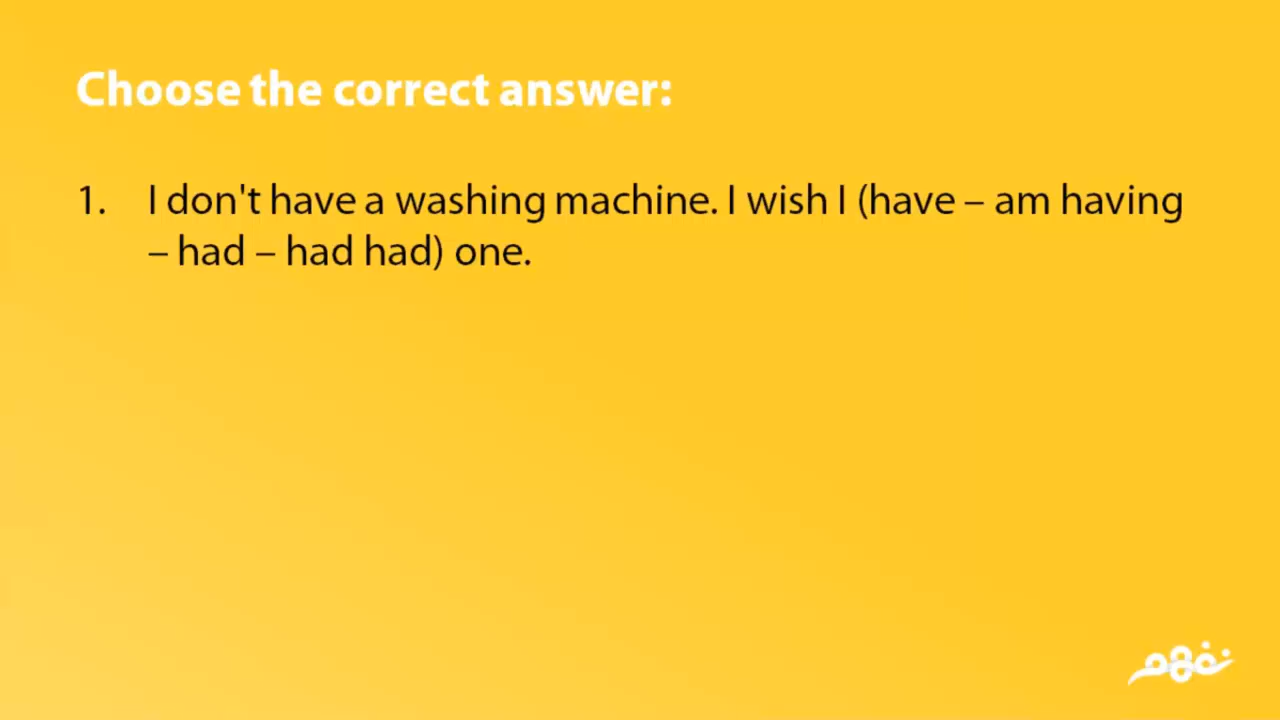 Choose the correct answer:
1. I don't have a washing machine. I wish I (have – am having
– had – had had) one.
نفهم